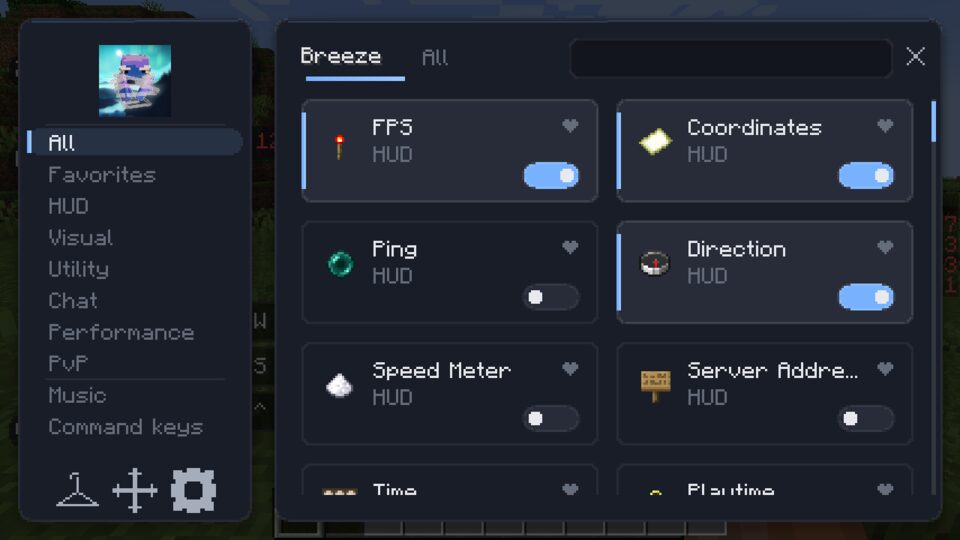 All
Favorites
HUD
Visual
Utility
Chat
Performance
PvP
Music
Command keys
Breeze
All
FPS
HUD
Coordinates
HUD
Ping
HUD
Direction
HUD
Speed Meter
HUD
Server Addre...
HUD
Time
Playtime
W
S